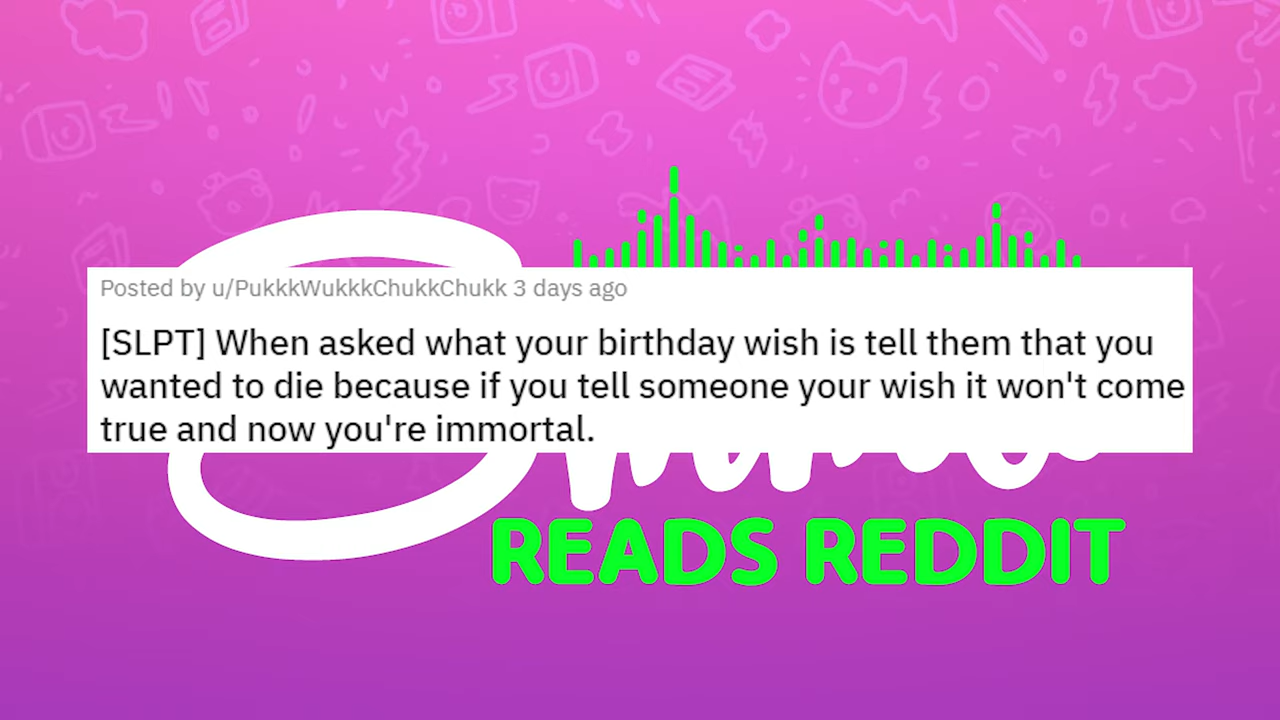 Posted by u/PukkkWukkkChukkChukk 3 days ago
[SLPT] When asked what your birthday wish is tell them that you
wanted to die because if you tell someone your wish it won't come
true and now you're immortal.
READS REDDIT